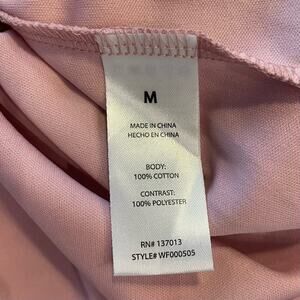 M
MADE IN CHINA
HECHO EN CHINA
BODY:
100% COTTON
CONTRAST:
100% POLYESTER
RN# 137013
STYLE# WF000505